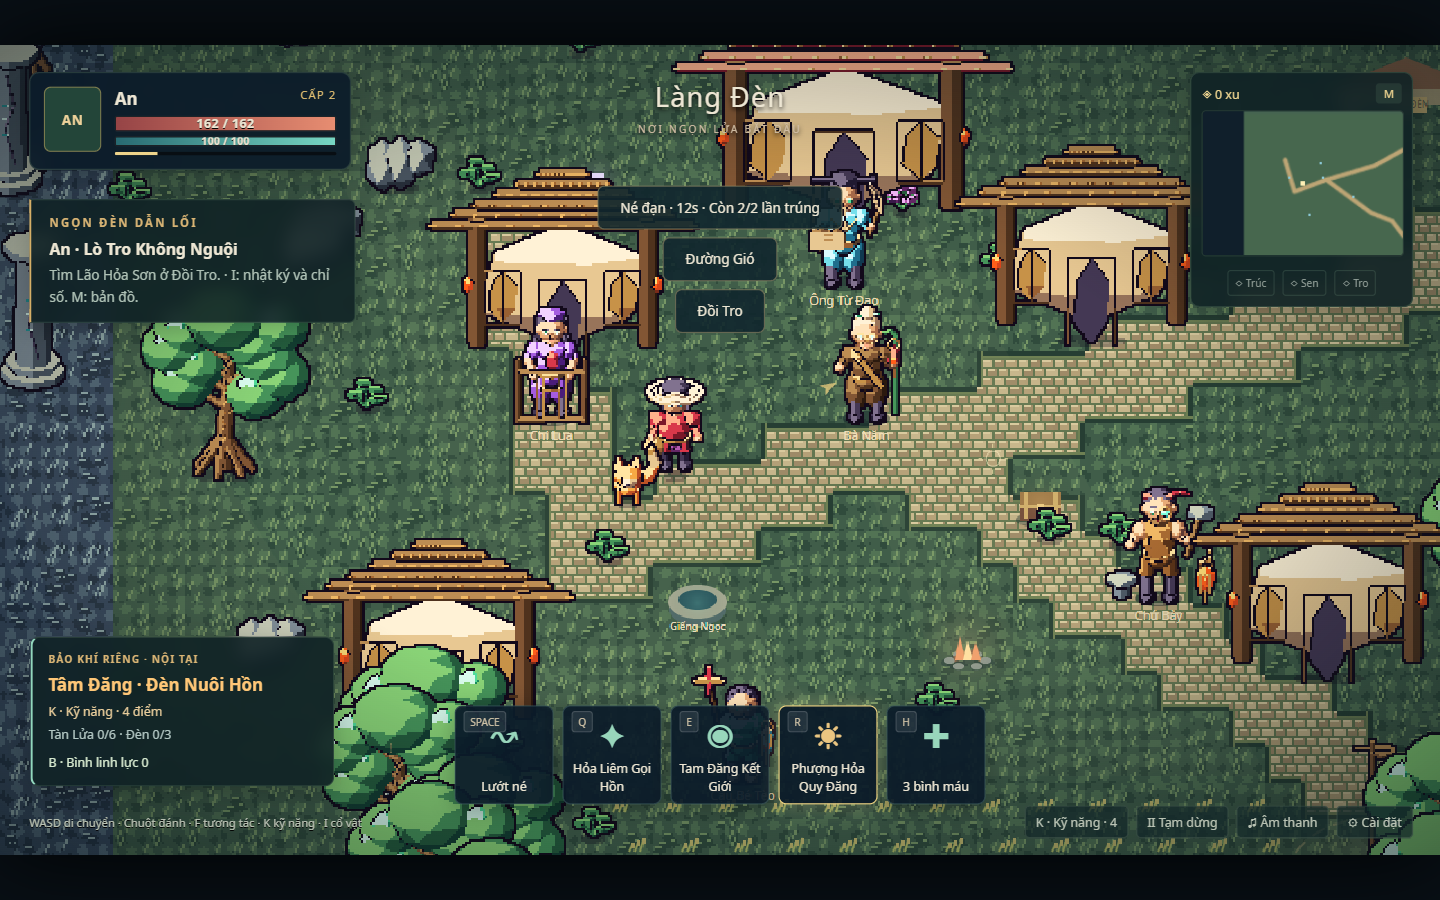 AN
An
CẤP 2
162 / 162
100 / 100
NGỌN ĐÈN DẪN LỐI
An · Lò Tro Không Nguội
Tìm Lão Hỏa Sơn ở Đồi Tro. · I: nhật ký và chỉ
số. M: bản đồ.
Làng Đèn
NƠI NGỌN LỬA BẮT ĐẦU
Né đạn · 12s · Còn 2/2 lần trúng
Đường Gió
Đồi Tro
◈ 0 xu
M
◇ Trúc
◇ Sen
◇ Tro
Ông Từ Đạo
Chị Lụa
Bà Năm
Chú Bảy
Giếng Ngọc
BẢO KHÍ RIÊNG · NỘI TẠI
Tâm Đăng · Đèn Nuôi Hồn
K · Kỹ năng · 4 điểm
Tàn Lửa 0/6 · Đèn 0/3
B · Bình linh lực 0
SPACE
Lướt né
Q
Hỏa Liêm Gọi
Hồn
E
Tam Đăng Kết
Giới
R
Phượng Hỏa
Quy Đăng
H
3 bình máu
WASD di chuyển · Chuột đánh · F tương tác · K kỹ năng · I cổ vật
K · Kỹ năng · 4
Ⅱ Tạm dừng
♫ Âm thanh
⚙ Cài đặt